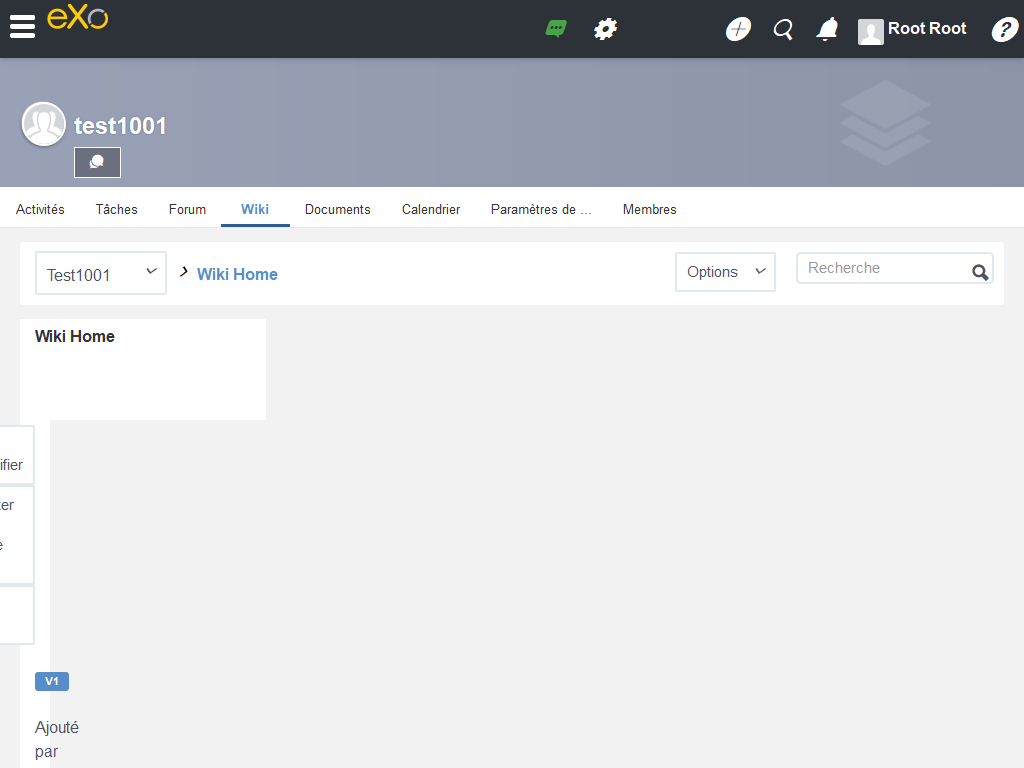 eXo
Root Root
test1001
Activités Tâches Forum Wiki Documents Calendrier Paramètres de ... Membres
Test1001 Wiki Home Options Recherche
Wiki Home
ifier
ter
e
V1
Ajouté
par